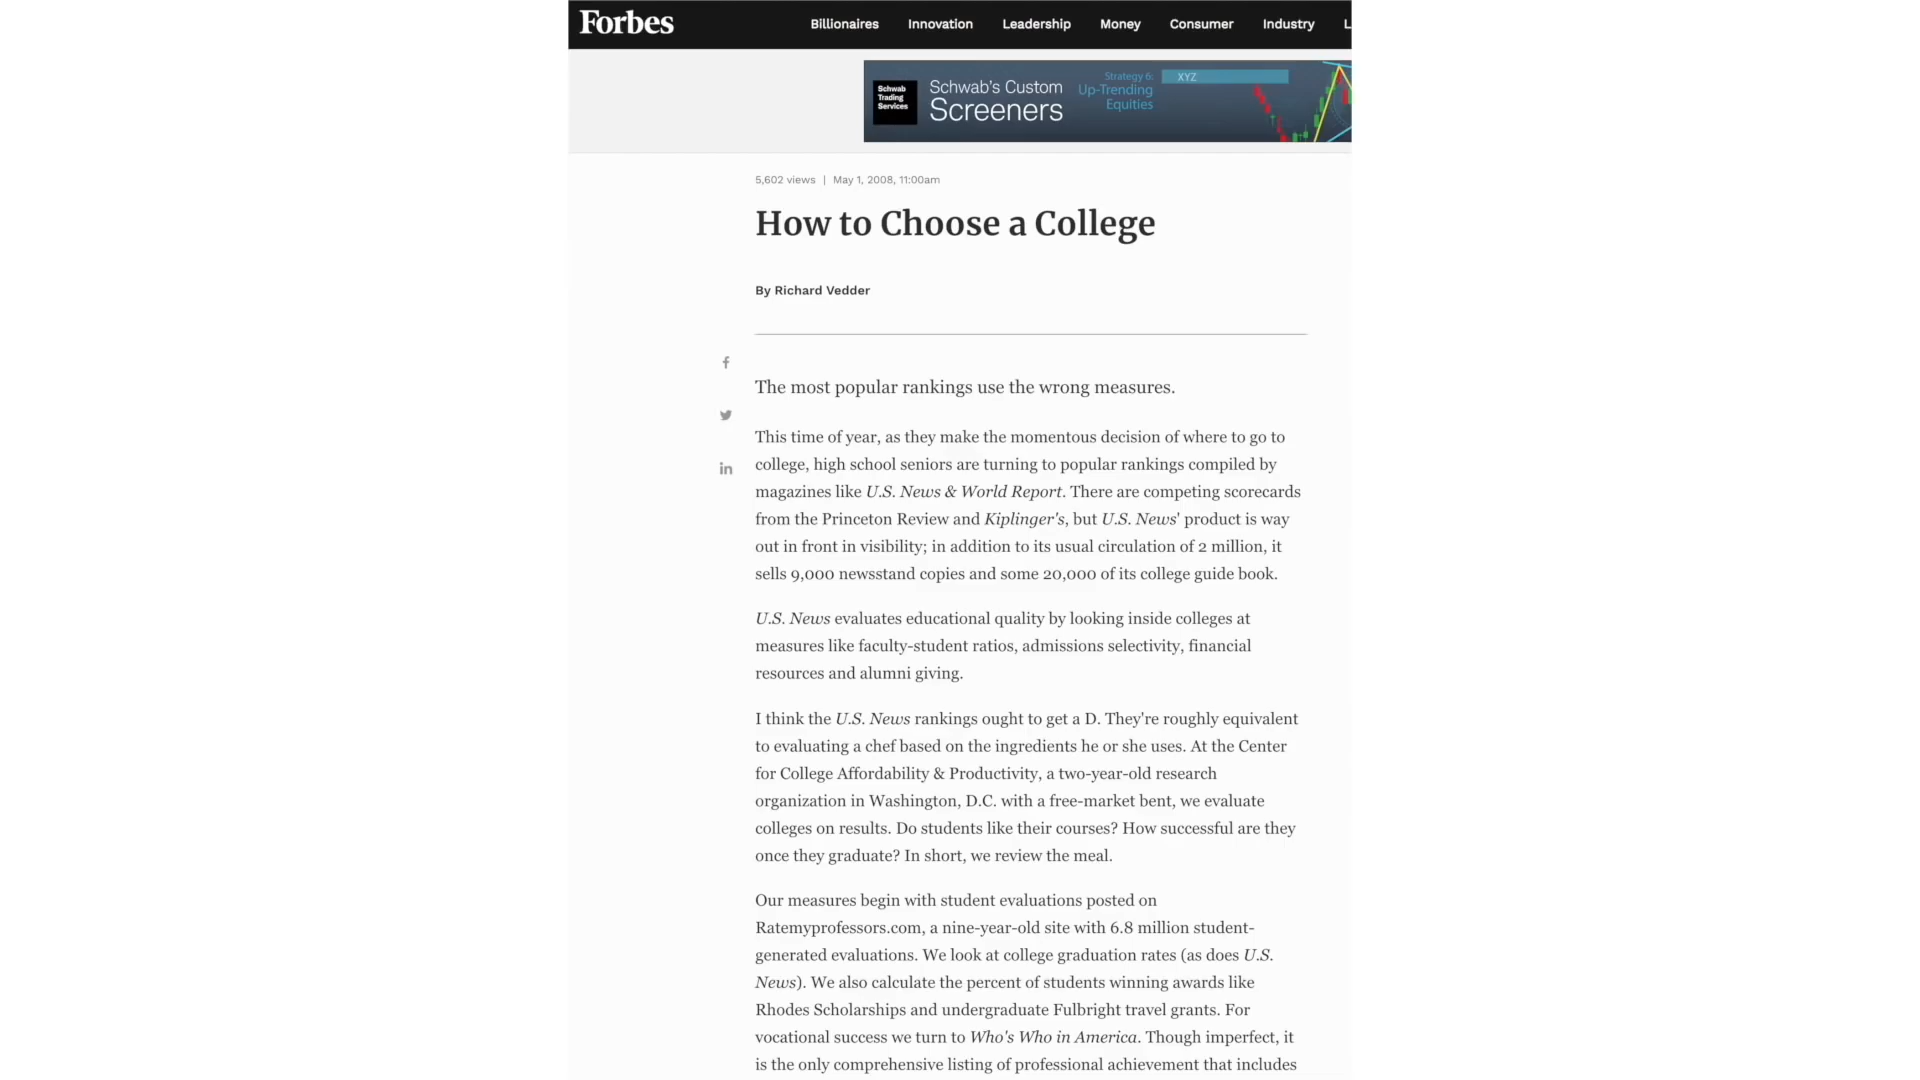 Forbes
Billionaires Innovation Leadership Money Consumer Industry L
Schwab
Trading
Services
Schwab's Custom
Screeners
Strategy 6:
Up-Trending
Equities
XYZ
5,602 views | May 1, 2008, 11:00am
How to Choose a College
By Richard Vedder
The most popular rankings use the wrong measures.
This time of year, as they make the momentous decision of where to go to
college, high school seniors are turning to popular rankings compiled by
magazines like U.S. News & World Report. There are competing scorecards
from the Princeton Review and Kiplinger's, but U.S. News' product is way
out in front in visibility; in addition to its usual circulation of 2 million, it
sells 9,000 newsstand copies and some 20,000 of its college guide book.
U.S. News evaluates educational quality by looking inside colleges at
measures like faculty-student ratios, admissions selectivity, financial
resources and alumni giving.
I think the U.S. News rankings ought to get a D. They're roughly equivalent
to evaluating a chef based on the ingredients he or she uses. At the Center
for College Affordability & Productivity, a two-year-old research
organization in Washington, D.C. with a free-market bent, we evaluate
colleges on results. Do students like their courses? How successful are they
once they graduate? In short, we review the meal.
Our measures begin with student evaluations posted on
Ratemyprofessors.com, a nine-year-old site with 6.8 million student-
generated evaluations. We look at college graduation rates (as does U.S.
News). We also calculate the percent of students winning awards like
Rhodes Scholarships and undergraduate Fulbright travel grants. For
vocational success we turn to Who's Who in America. Though imperfect, it
is the only comprehensive listing of professional achievement that includes